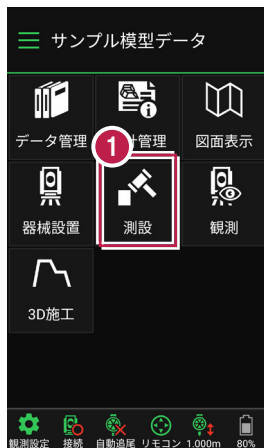 サンプル模型データ
データ管理
計管理
図面表示
1
器械設置
測設
観測
3D施工
観測設定 接続 自動追尾 リモコン 1.000m 80%